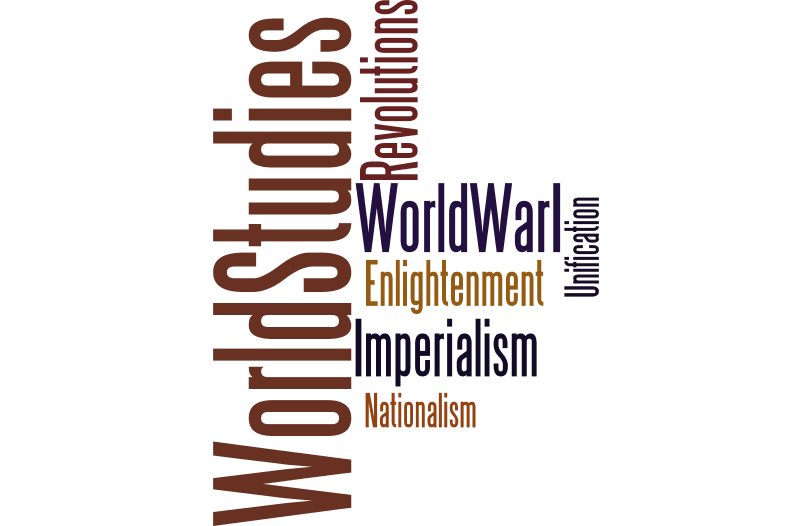 WorldStudies
Revolutions
WorldWarI
Unification
Enlightenment
Imperialism
Nationalism